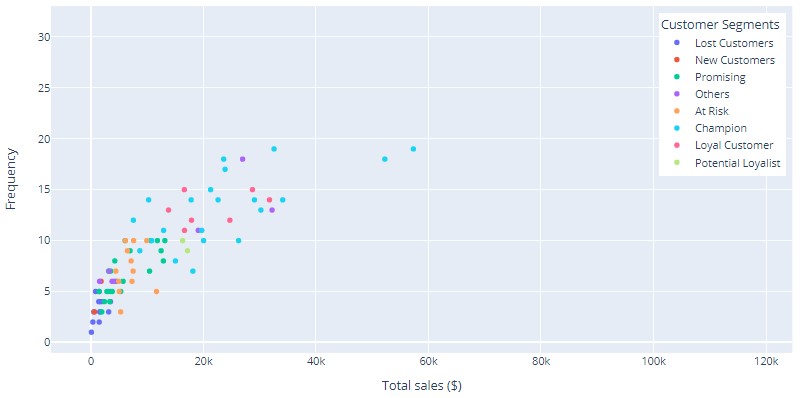 Customer Segments
Lost Customers
New Customers
Promising
Others
At Risk
Champion
Loyal Customer
Potential Loyalist
30
25
20
15
10
5
0
Frequency
0 20k 40k 60k 80k 100k 120k
Total sales ($)